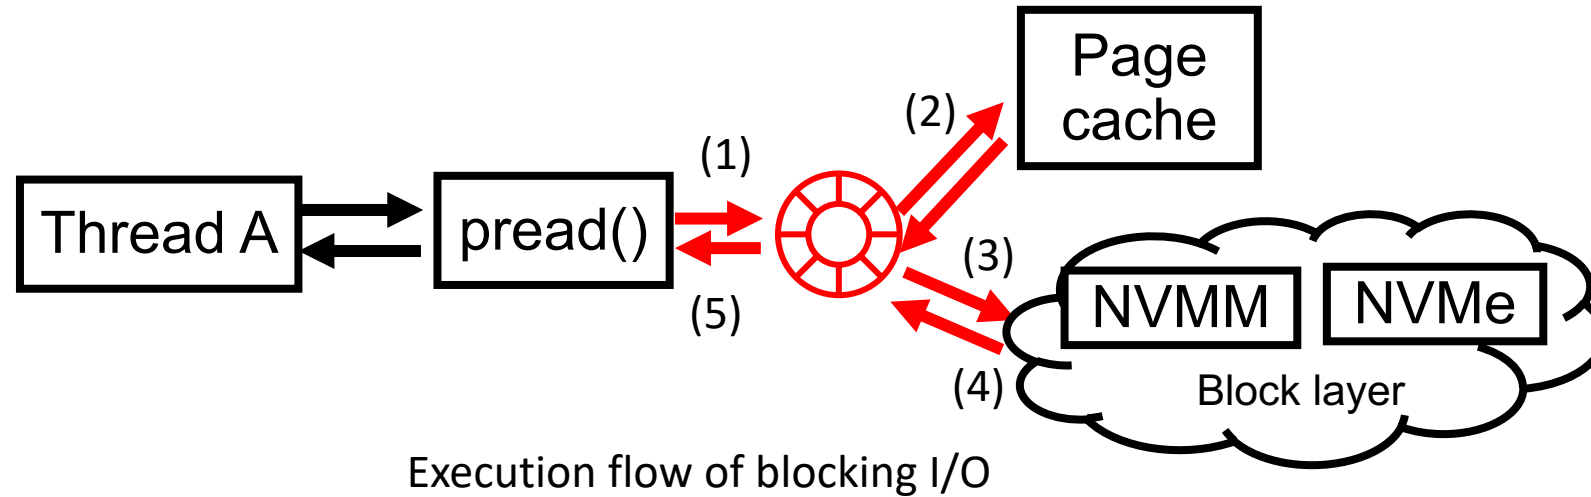 Page
cache
(2)
(1)
Thread A
pread()
(3)
(5)
NVMM
NVMe
(4)
Block layer
Execution flow of blocking I/O